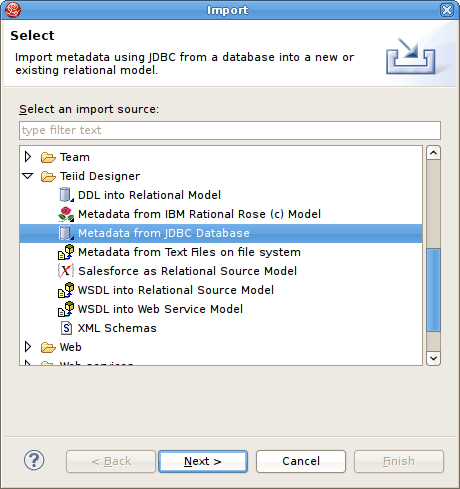 Import
Select
Import metadata using JDBC from a database into a new or
existing relational model.
Select an import source:
type filter text
Team
Teiid Designer
DDL into Relational Model
Metadata from IBM Rational Rose (c) Model
Metadata from JDBC Database
Metadata from Text Files on file system
Salesforce as Relational Source Model
WSDL into Relational Source Model
WSDL into Web Service Model
XML Schemas
Web
Web services
< Back
Next >
Cancel
Finish